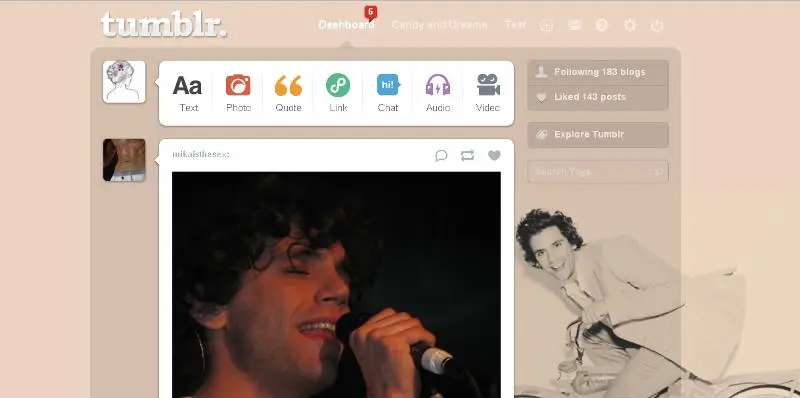 tumblr.
Dashboard 6 Candy and Dreams Test
Aa hi!
Text Photo Quote Link Chat Audio Video
Following 183 blogs
Liked 143 posts
Explore Tumblr
Search Tags
mikaisthesex: